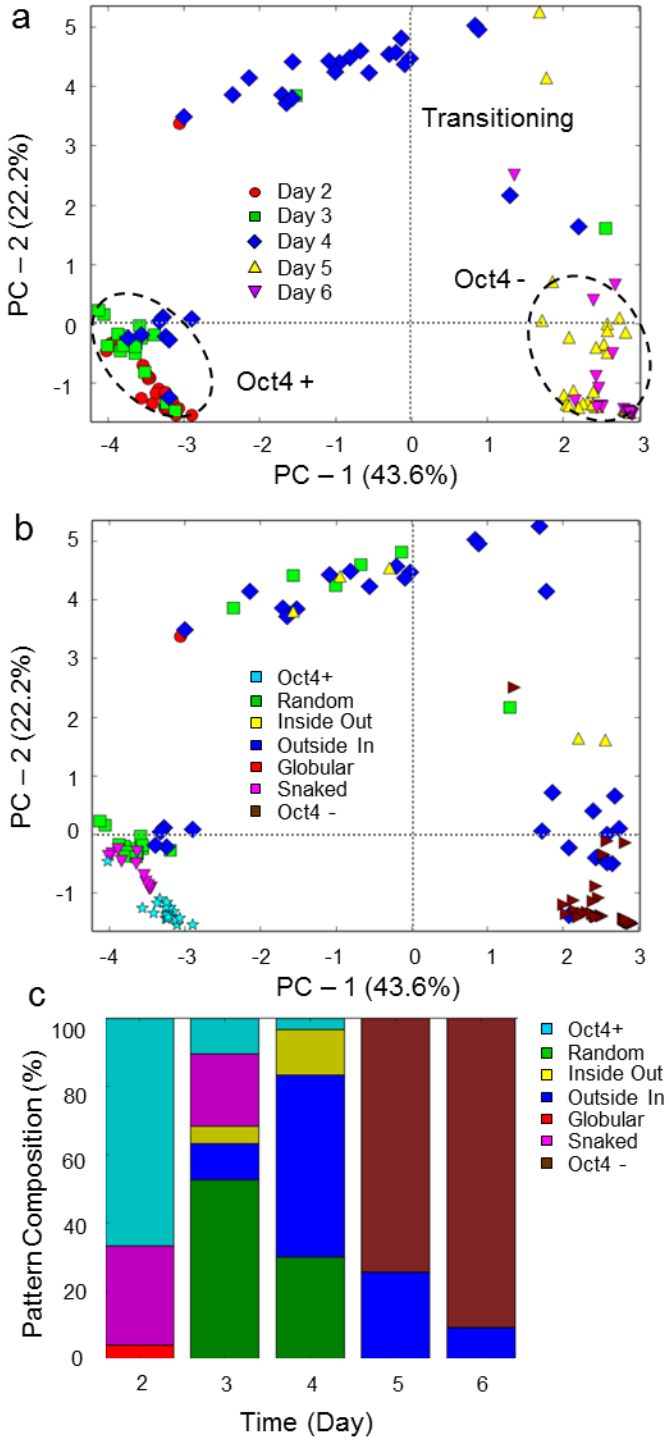 a
5
4
3
2
1
0
-1
PC – 2 (22.2%)
Transitioning
Day 2
Day 3
Day 4
Day 5
Day 6
Oct4 -
Oct4 +
-4 -3 -2 -1 0 1 2 3
PC – 1 (43.6%)
b
5
4
3
2
1
0
-1
PC – 2 (22.2%)
Oct4+
Random
Inside Out
Outside In
Globular
Snaked
Oct4 -
-4 -3 -2 -1 0 1 2 3
PC – 1 (43.6%)
c
100
80
60
40
20
0
Pattern Composition (%)
Oct4+
Random
Inside Out
Outside In
Globular
Snaked
Oct4 -
2 3 4 5 6
Time (Day)